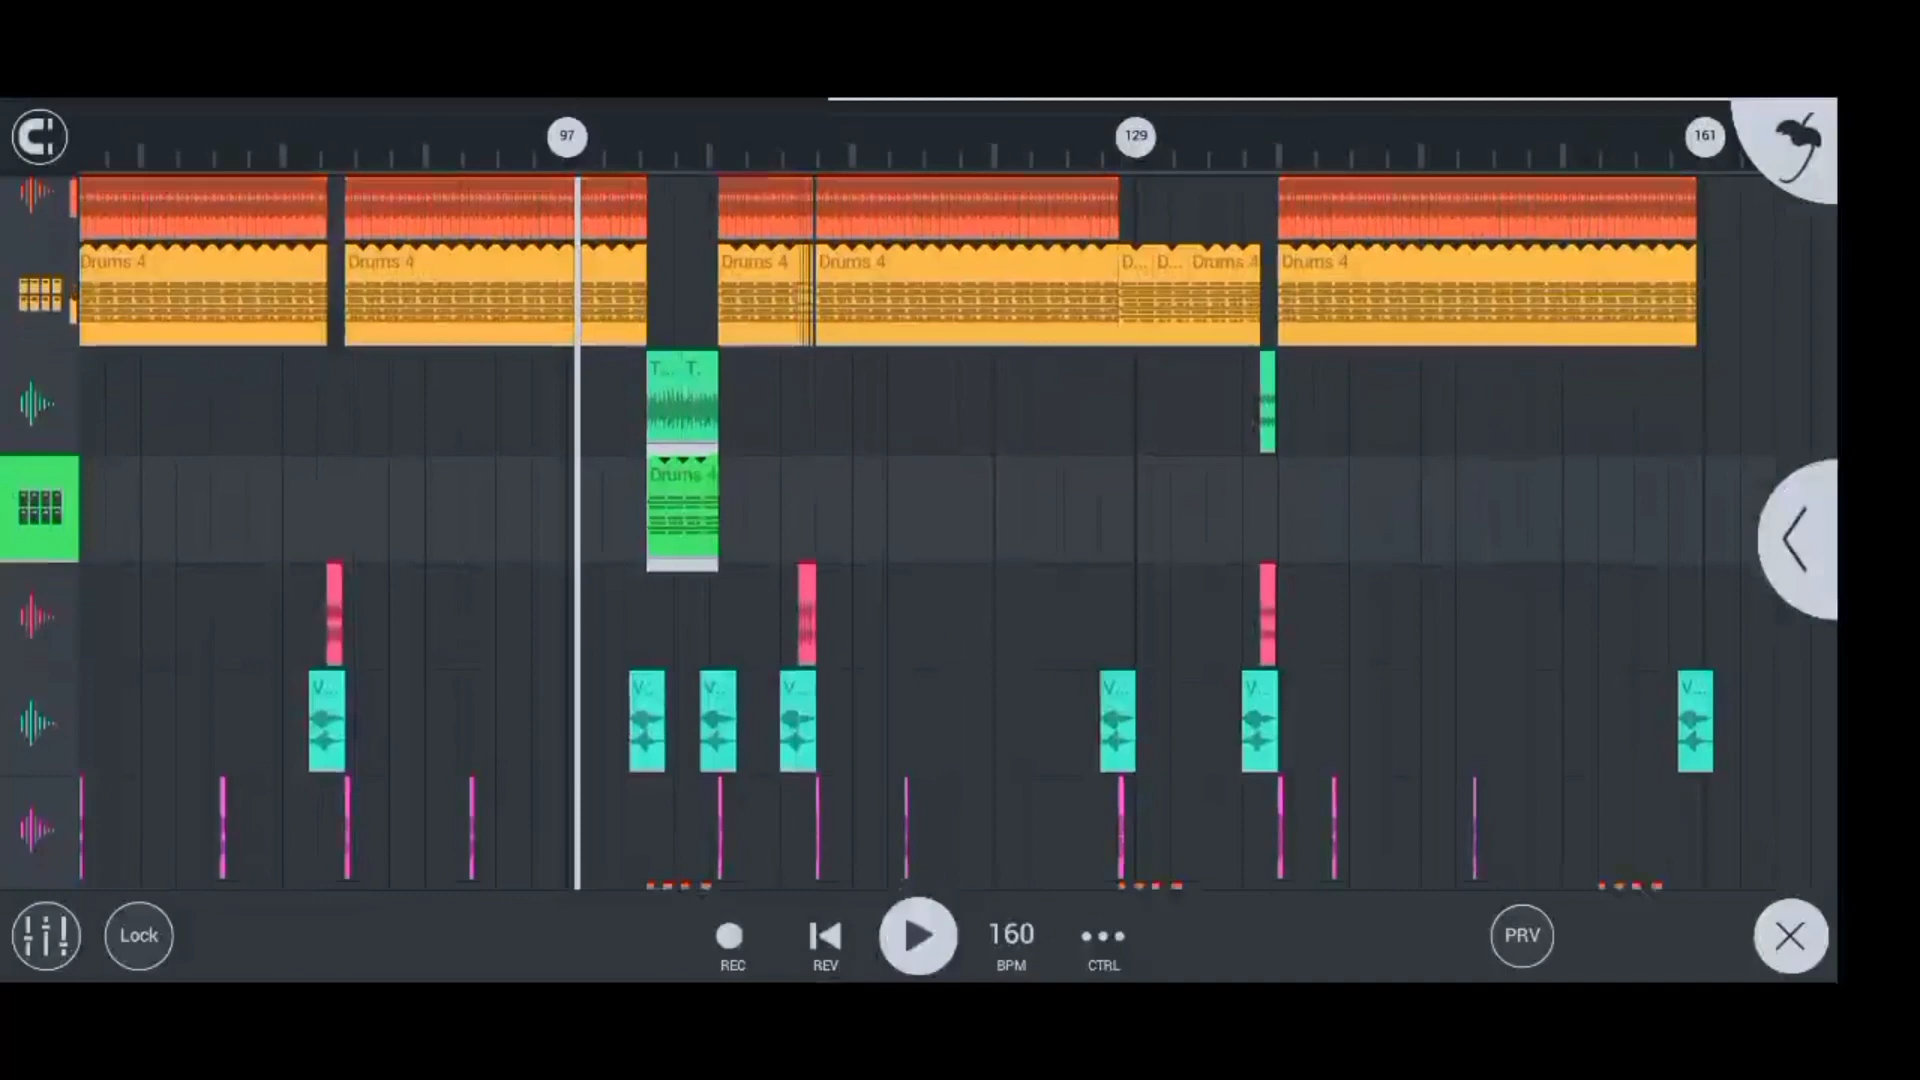 97 129 161
Drums 4 Drums 4 Drums 4 Drums 4 D... D... Drums 4 Drums 4
T... T.
Drums 4
V... V.. V.. V... V... V... V...
Lock 160 PRV
REC REV BPM CTRL